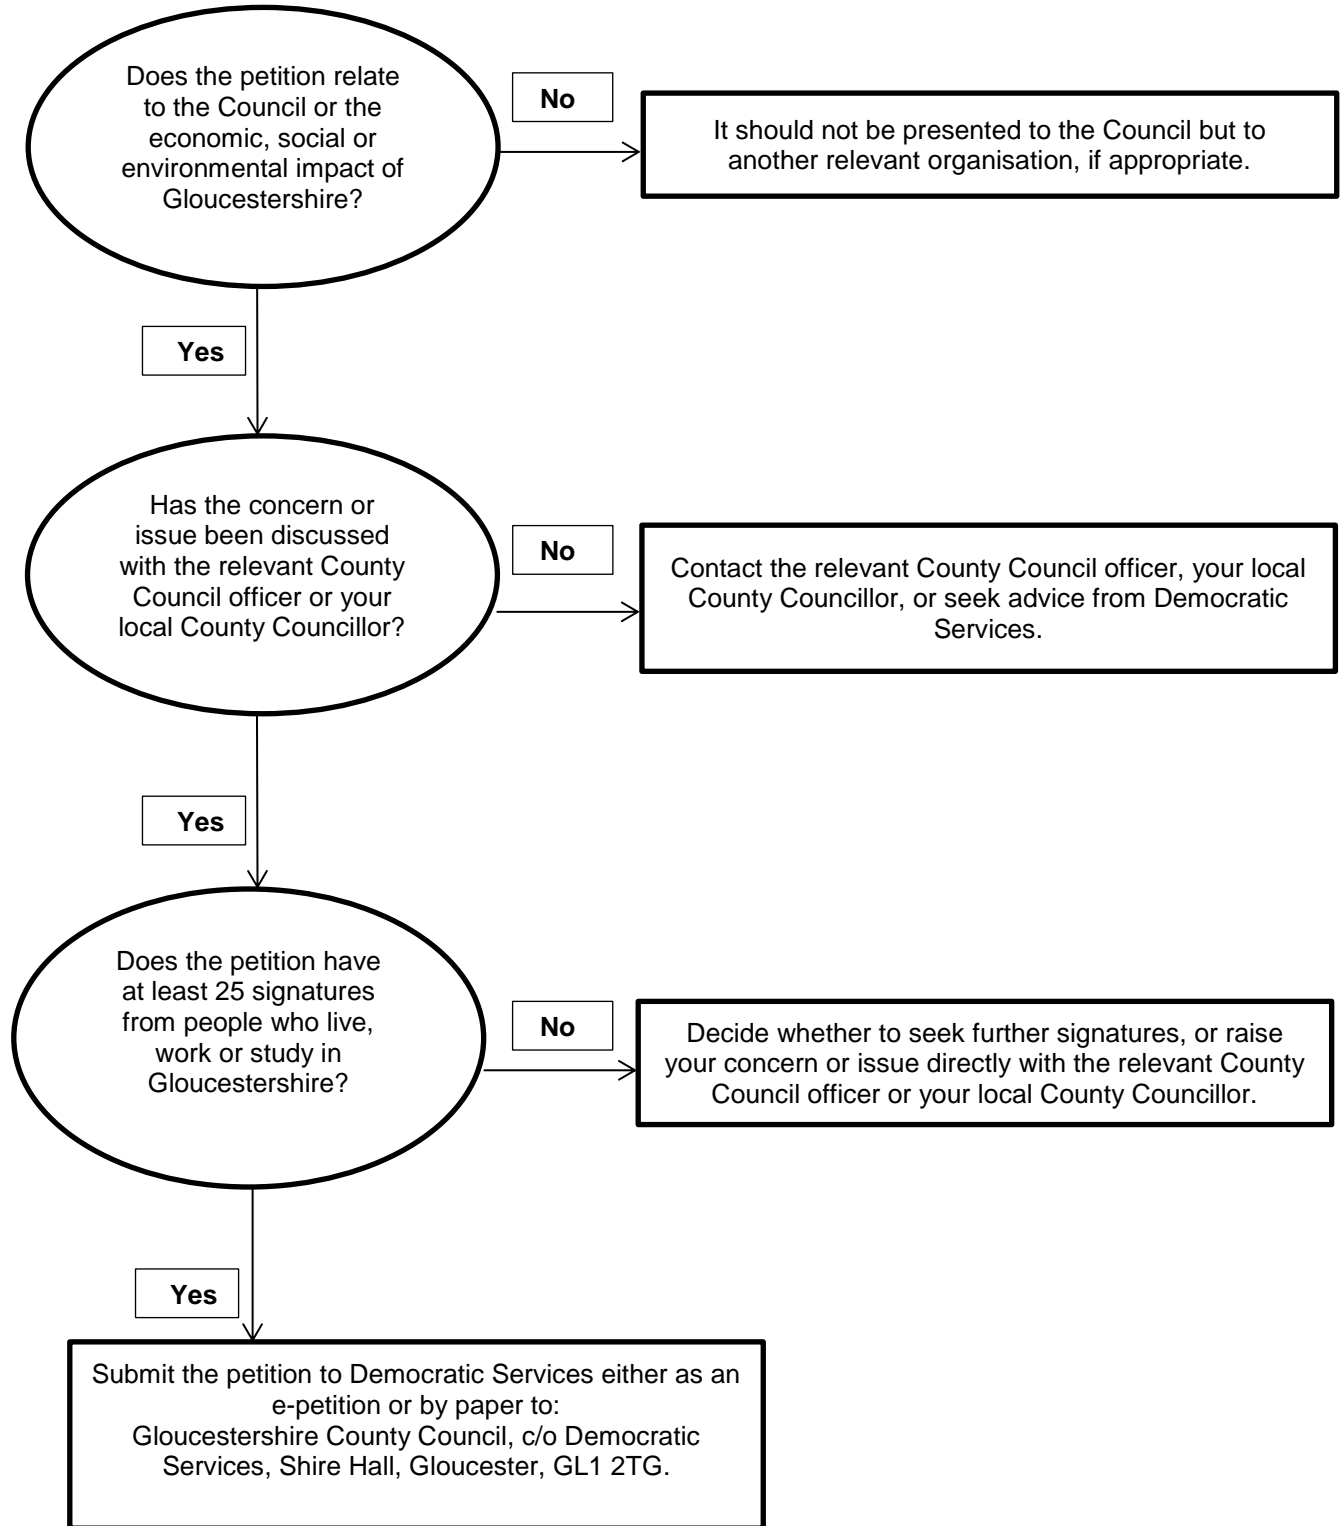 Does the petition relate
to the Council or the
economic, social or
environmental impact of
Gloucestershire?
No
It should not be presented to the Council but to
another relevant organisation, if appropriate.
Yes
Has the concern or
issue been discussed
with the relevant County
Council officer or your
local County Councillor?
No
Contact the relevant County Council officer, your local
County Councillor, or seek advice from Democratic
Services.
Yes
Does the petition have
at least 25 signatures
from people who live,
work or study in
Gloucestershire?
No
Decide whether to seek further signatures, or raise
your concern or issue directly with the relevant County
Council officer or your local County Councillor.
Yes
Submit the petition to Democratic Services either as an
e-petition or by paper to:
Gloucestershire County Council, c/o Democratic
Services, Shire Hall, Gloucester, GL1 2TG.